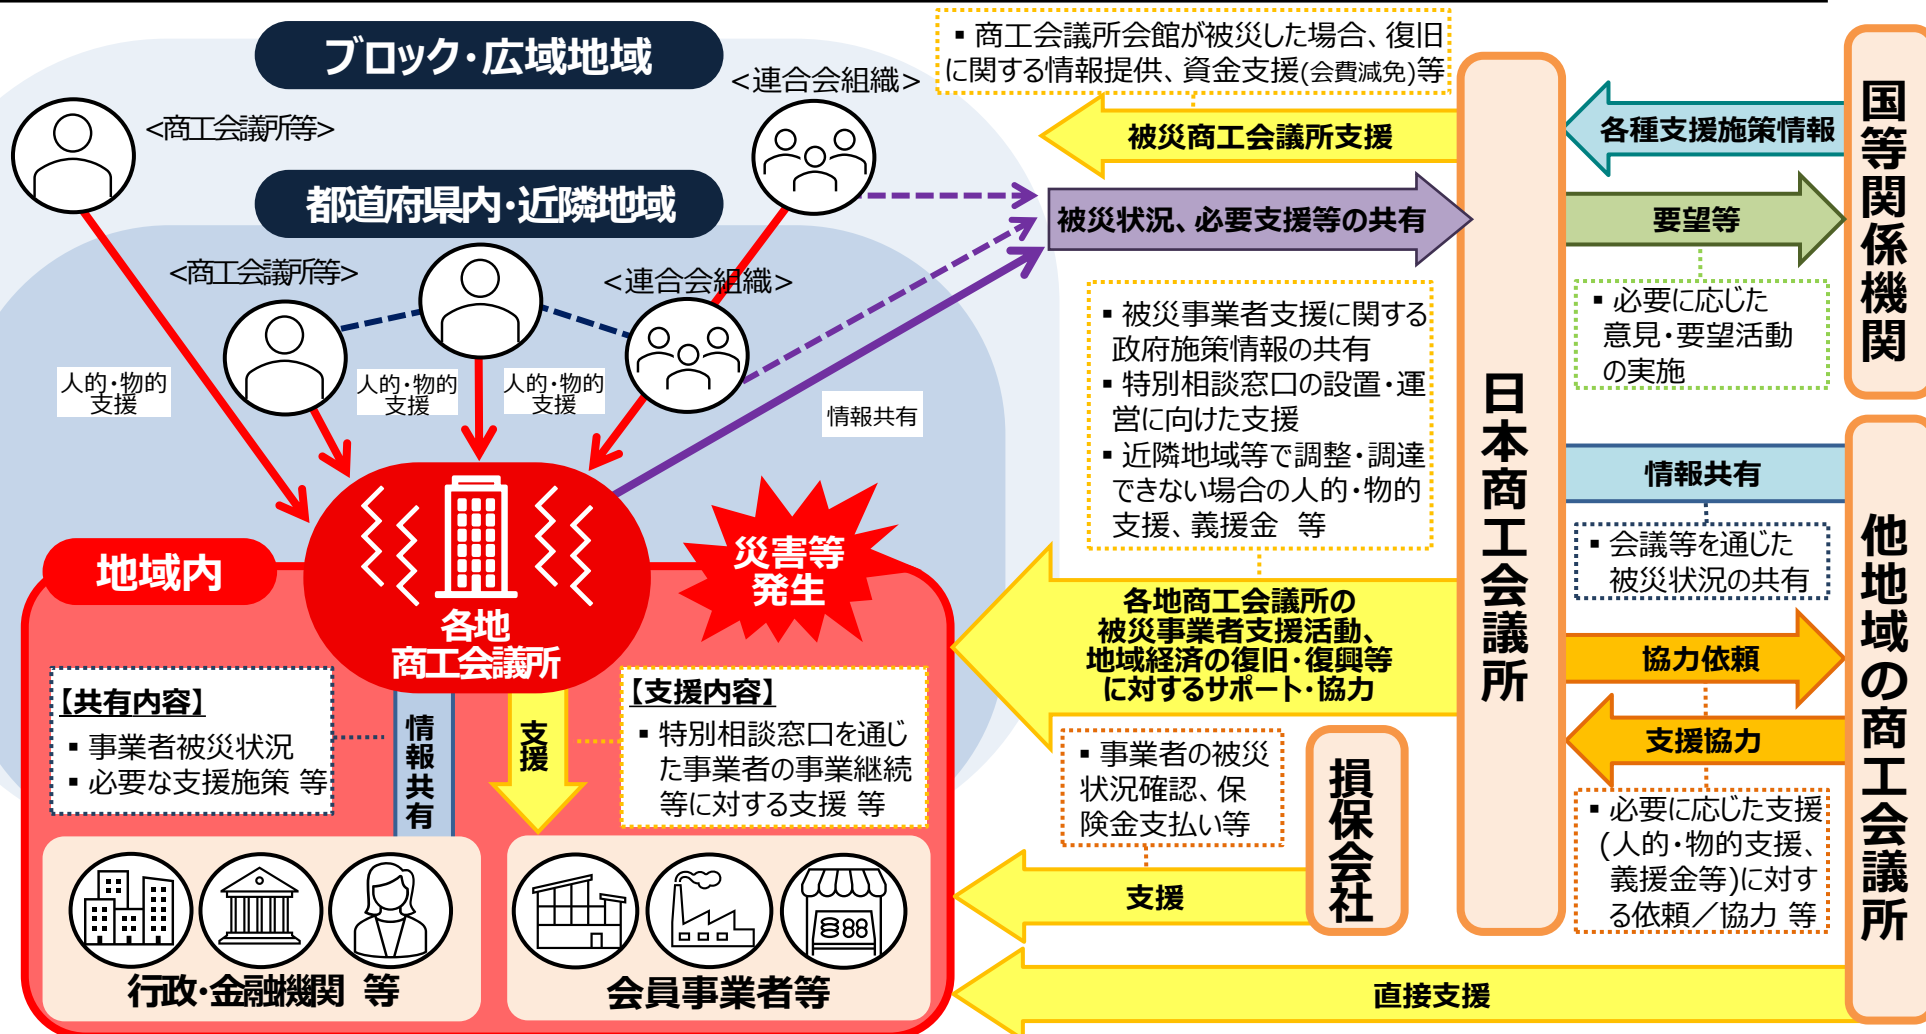 ブロック・広域地域
<商工会議所等>
<連合会組織>
都道府県内・近隣地域
<商工会議所等>
<連合会組織>
人的・物的
支援
人的・物的
支援
人的・物的
支援
情報共有
地域内
災害等
発生
各地
商工会議所
【共有内容】
▪ 事業者被災状況
▪ 必要な支援施策 等
情報共有
支援
【支援内容】
▪ 特別相談窓口を通じ
た事業者の事業継続
等に対する支援 等
行政・金融機関 等
会員事業者等
▪ 商工会議所会館が被災した場合、復旧
に関する情報提供、資金支援(会費減免)等
被災商工会議所支援
被災状況、必要支援等の共有
▪ 被災事業者支援に関する
政府施策情報の共有
▪ 特別相談窓口の設置・運
営に向けた支援
▪ 近隣地域等で調整・調達
できない場合の人的・物的
支援、義援金 等
各地商工会議所の
被災事業者支援活動、
地域経済の復旧・復興等
に対するサポート・協力
▪ 事業者の被災
状況確認、保
険金支払い等
損保会社
支援
直接支援
日本商工会議所
各種支援施策情報
要望等
▪ 必要に応じた
意見・要望活動
の実施
国等関係機関
情報共有
▪ 会議等を通じた
被災状況の共有
協力依頼
支援協力
▪ 必要に応じた支援
(人的・物的支援、
義援金等)に対す
る依頼／協力 等
他地域の商工会議所